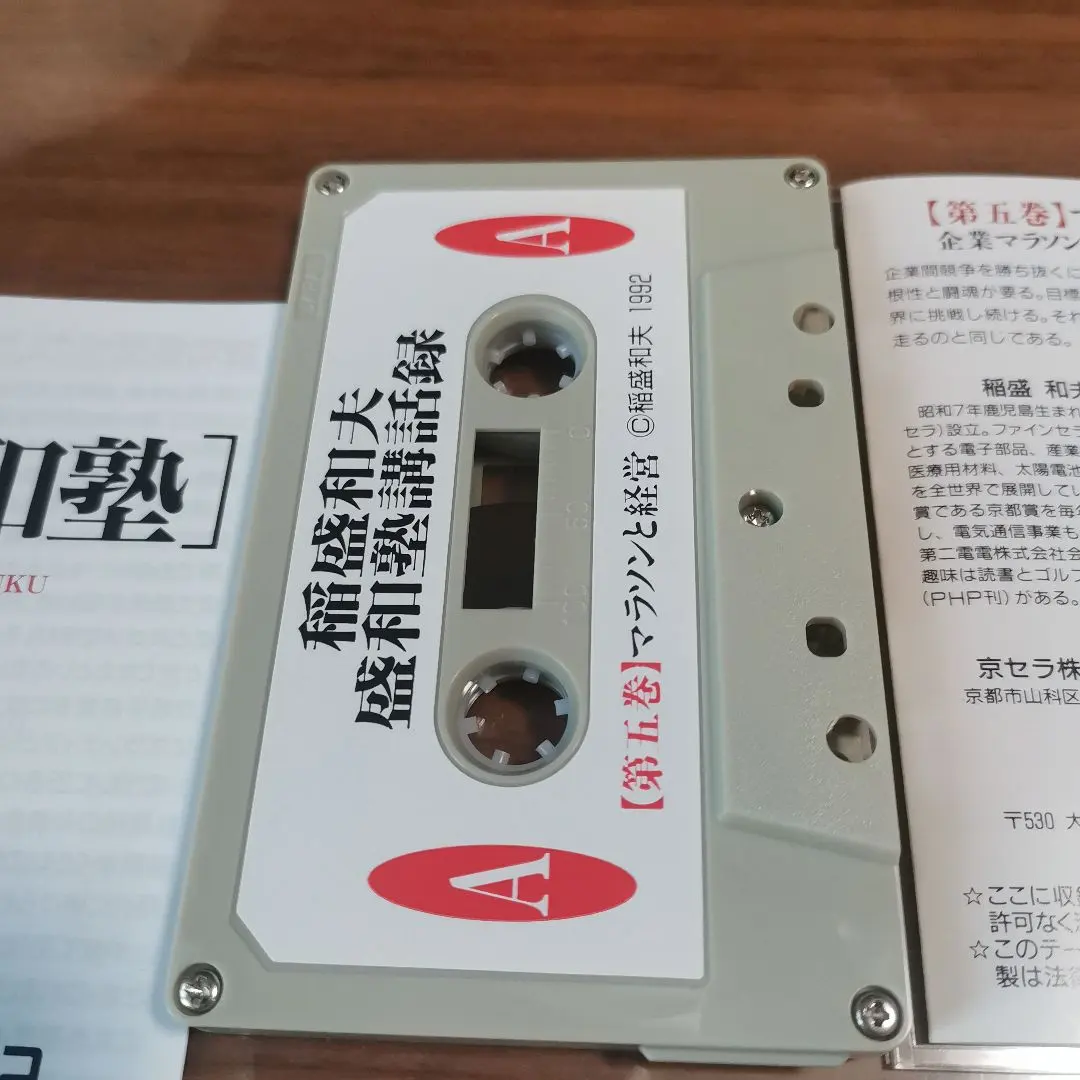 和塾］
UKU
A
稲盛和夫
盛和塾講話録
【第五巻】マラソンと経営 ©稲盛和夫 1992
A
【第五巻】
企業マラソン
企業間競争を勝ち抜くに
根性と闘魂が要る。目標
界に挑戦し続ける。それ
走るのと同じである。
稲盛 和夫
昭和7年鹿児島生まれ
セラ)設立。ファインセラ
とする電子部品、産業
医療用材料、太陽電池
を全世界で展開してい
賞である京都賞を毎
し、電気通信事業も
第二電電株式会社会
趣味は読書とゴルフ
(PHP刊)がある。
京セラ株
京都市山科区
〒530 大
☆ここに収録
許可なく
☆このテー
製は法律